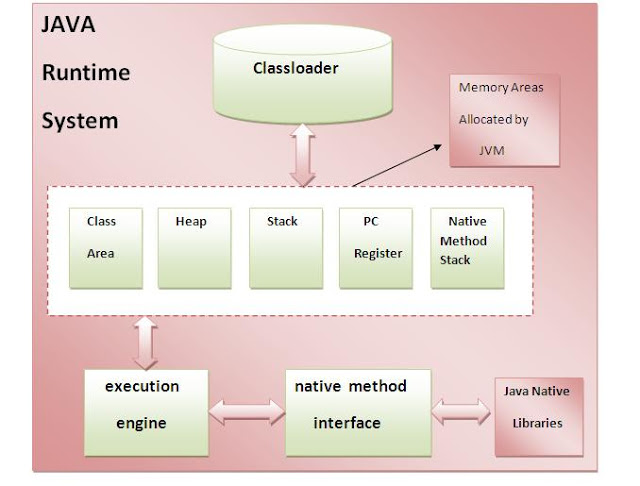 JAVA
Runtime
System
Classloader
Memory Areas
Allocated by
JVM
Class
Area
Heap
Stack
PC
Register
Native
Method
Stack
execution
engine
native method
interface
Java Native
Libraries